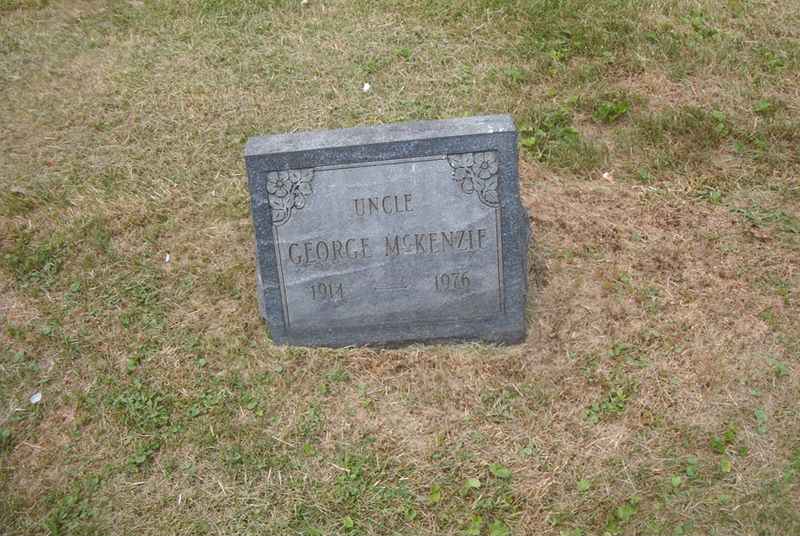 UNCLE
GEORGE McKENZIE
1914 — 1976